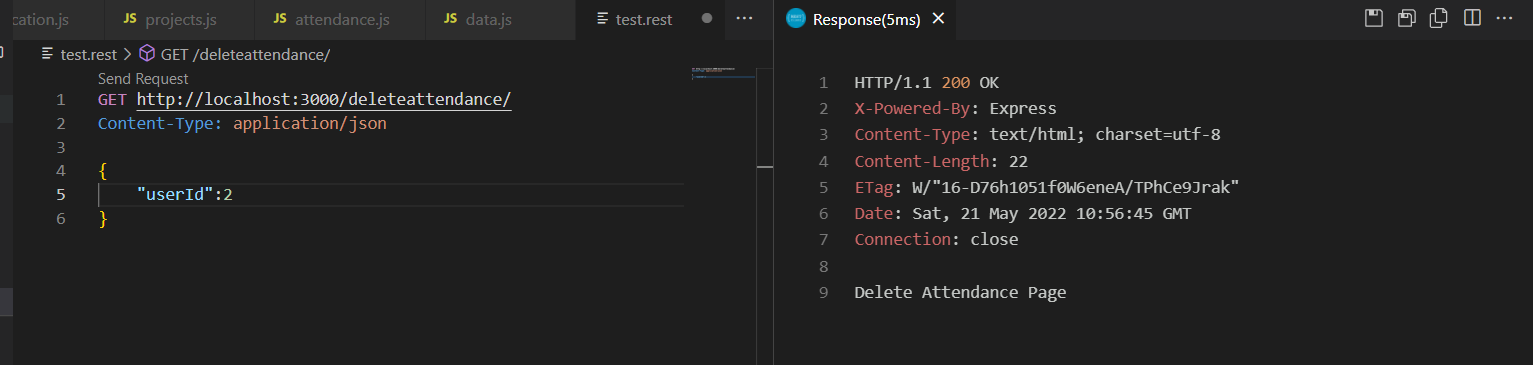 cation.js
JS projects.js
JS attendance.js
JS data.js
test.rest
test.rest > GET /deleteattendance/
Send Request
1 GET http://localhost:3000/deleteattendance/
2 Content-Type: application/json
3
4 {
5 "userId":2
6 }
Response(5ms)
1 HTTP/1.1 200 OK
2 X-Powered-By: Express
3 Content-Type: text/html; charset=utf-8
4 Content-Length: 22
5 ETag: W/"16-D76h1051f0W6eneA/TPhCe9Jrak"
6 Date: Sat, 21 May 2022 10:56:45 GMT
7 Connection: close
8
9 Delete Attendance Page